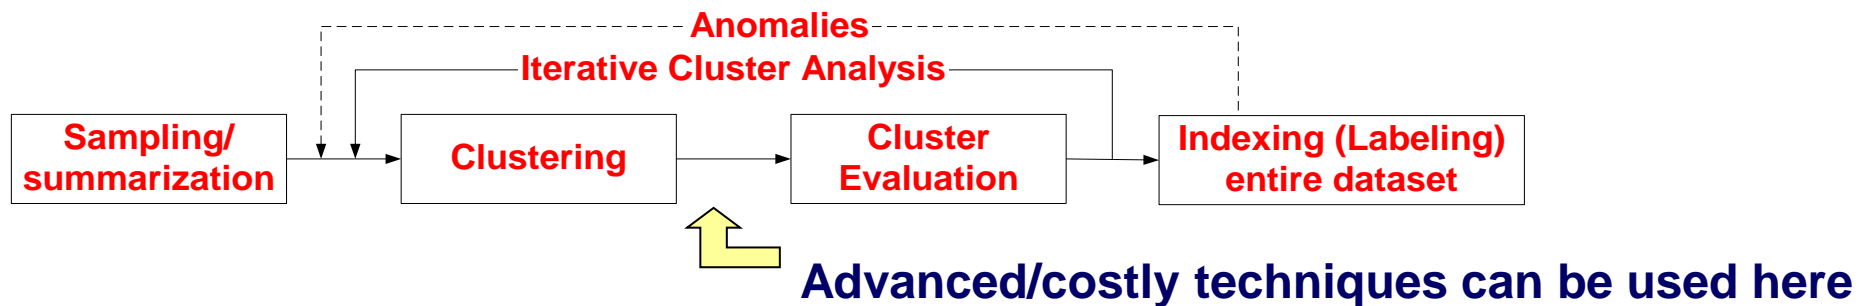 Anomalies
Iterative Cluster Analysis
Sampling/
summarization
Clustering
Cluster
Evaluation
Indexing (Labeling)
entire dataset
Advanced/costly techniques can be used here